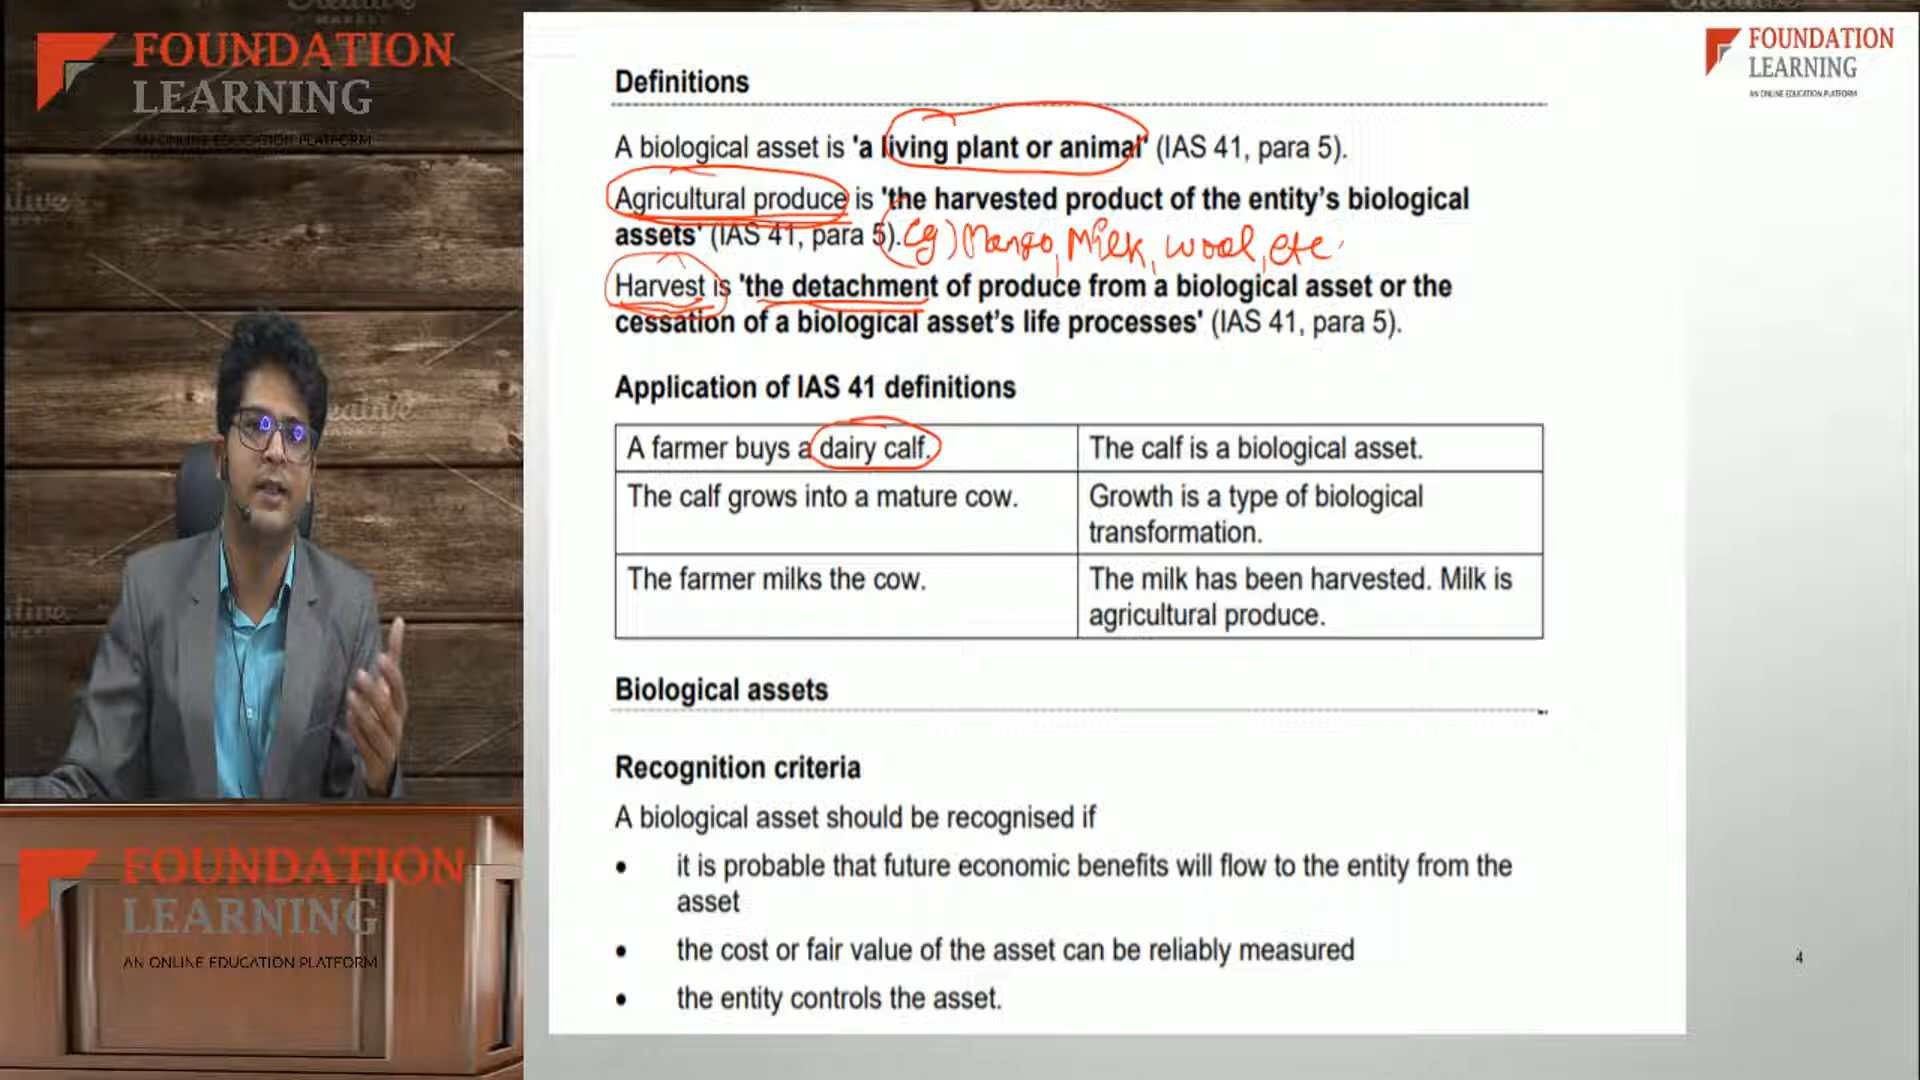 FOUNDATION
LEARNING
AN ONLINE EDUCATION PLATFORM
FOUNDATION
LEARNING
AN ONLINE EDUCATION PLATFORM
Definitions
A biological asset is 'a living plant or animal' (IAS 41, para 5).
Agricultural produce is 'the harvested product of the entity's biological
assets' (IAS 41, para 5). (eg) Mango, Milk, wool, etc.
Harvest is 'the detachment of produce from a biological asset or the
cessation of a biological asset's life processes' (IAS 41, para 5).
Application of IAS 41 definitions
A farmer buys a dairy calf. The calf is a biological asset.
The calf grows into a mature cow. Growth is a type of biological
transformation.
The farmer milks the cow. The milk has been harvested. Milk is
agricultural produce.
Biological assets
Recognition criteria
A biological asset should be recognised if
• it is probable that future economic benefits will flow to the entity from the
asset
• the cost or fair value of the asset can be reliably measured
• the entity controls the asset.
4
FOUNDATION
LEARNING
AN ONLINE EDUCATION PLATFORM